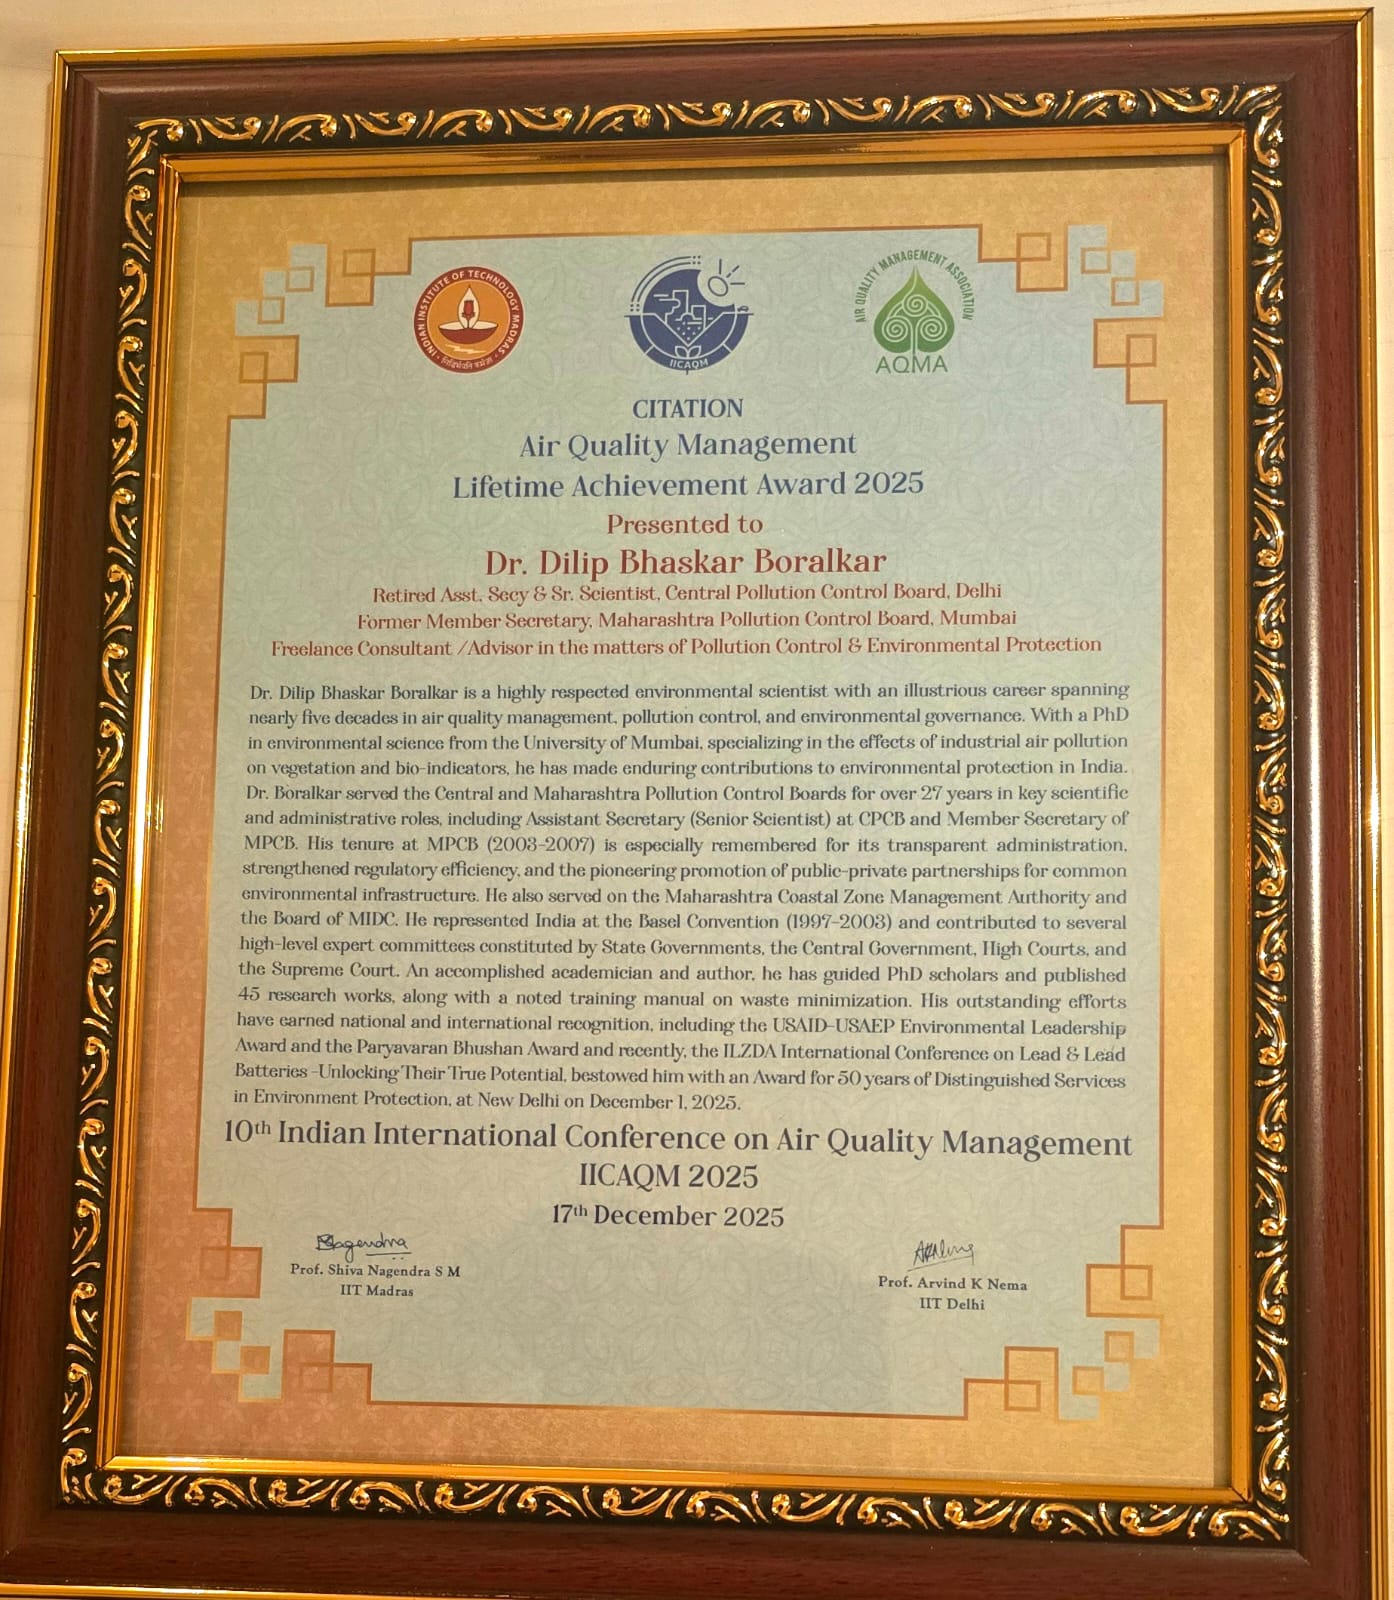 INDIAN INSTITUTE OF TECHNOLOGY MADRAS
सिद्धिर्भवति कर्मजा
IICAQM
AIR QUALITY MANAGEMENT ASSOCIATION
AQMA
CITATION
Air Quality Management
Lifetime Achievement Award 2025
Presented to
Dr. Dilip Bhaskar Boralkar
Retired Asst. Secy & Sr. Scientist, Central Pollution Control Board, Delhi
Former Member Secretary, Maharashtra Pollution Control Board, Mumbai
Freelance Consultant /Advisor in the matters of Pollution Control & Environmental Protection
Dr. Dilip Bhaskar Boralkar is a highly respected environmental scientist with an illustrious career spanning
nearly five decades in air quality management, pollution control, and environmental governance. With a PhD
in environmental science from the University of Mumbai, specializing in the effects of industrial air pollution
on vegetation and bio-indicators, he has made enduring contributions to environmental protection in India.
Dr. Boralkar served the Central and Maharashtra Pollution Control Boards for over 27 years in key scientific
and administrative roles, including Assistant Secretary (Senior Scientist) at CPCB and Member Secretary of
MPCB. His tenure at MPCB (2003-2007) is especially remembered for its transparent administration,
strengthened regulatory efficiency, and the pioneering promotion of public-private partnerships for common
environmental infrastructure. He also served on the Maharashtra Coastal Zone Management Authority and
the Board of MIDC. He represented India at the Basel Convention (1997-2003) and contributed to several
high-level expert committees constituted by State Governments, the Central Government, High Courts, and
the Supreme Court. An accomplished academician and author, he has guided PhD scholars and published
45 research works, along with a noted training manual on waste minimization. His outstanding efforts
have earned national and international recognition, including the USAID-USAEP Environmental Leadership
Award and the Paryavaran Bhushan Award and recently, the ILZDA International Conference on Lead & Lead
Batteries -Unlocking Their True Potential, bestowed him with an Award for 50 years of Distinguished Services
in Environment Protection, at New Delhi on December 1, 2025.
10th Indian International Conference on Air Quality Management
IICAQM 2025
17th December 2025
Prof. Shiva Nagendra S M
IIT Madras
Prof. Arvind K Nema
IIT Delhi